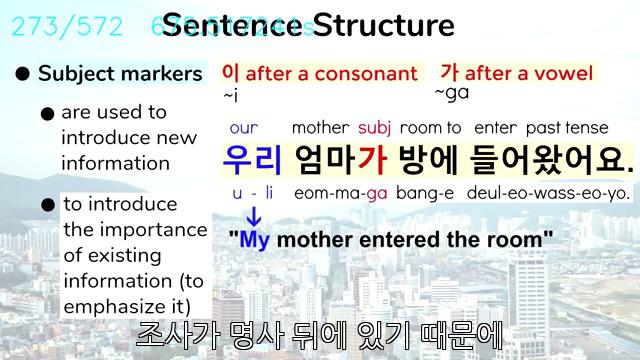 273/572
Sentence Structure
● Subject markers
이 after a consonant
가 after a vowel
~i
~ga
● are used to
introduce new
information
our mother subj room to enter past tense
우리 엄마가 방에 들어왔어요.
u - li eom-ma-ga bang-e deul-eo-wass-eo-yo.
● to introduce
the importance
of existing
information (to
emphasize it)
"My mother entered the room"
조사가 명사 뒤에 있기 때문에